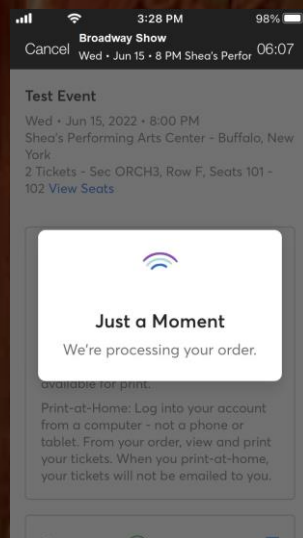 3:28 PM
98%
Cancel
Broadway Show
Wed • Jun 15 • 8 PM Shea's Perfor
06:07
Test Event
Wed • Jun 15, 2022 • 8:00 PM
Shea's Performing Arts Center - Buffalo, New
York
2 Tickets - Sec ORCH3, Row F, Seats 101 -
102 View Seats
Just a Moment
We're processing your order.
available for print.
Print-at-Home: Log into your account
from a computer - not a phone or
tablet. From your order, view and print
your tickets. When you print-at-home,
your tickets will not be emailed to you.